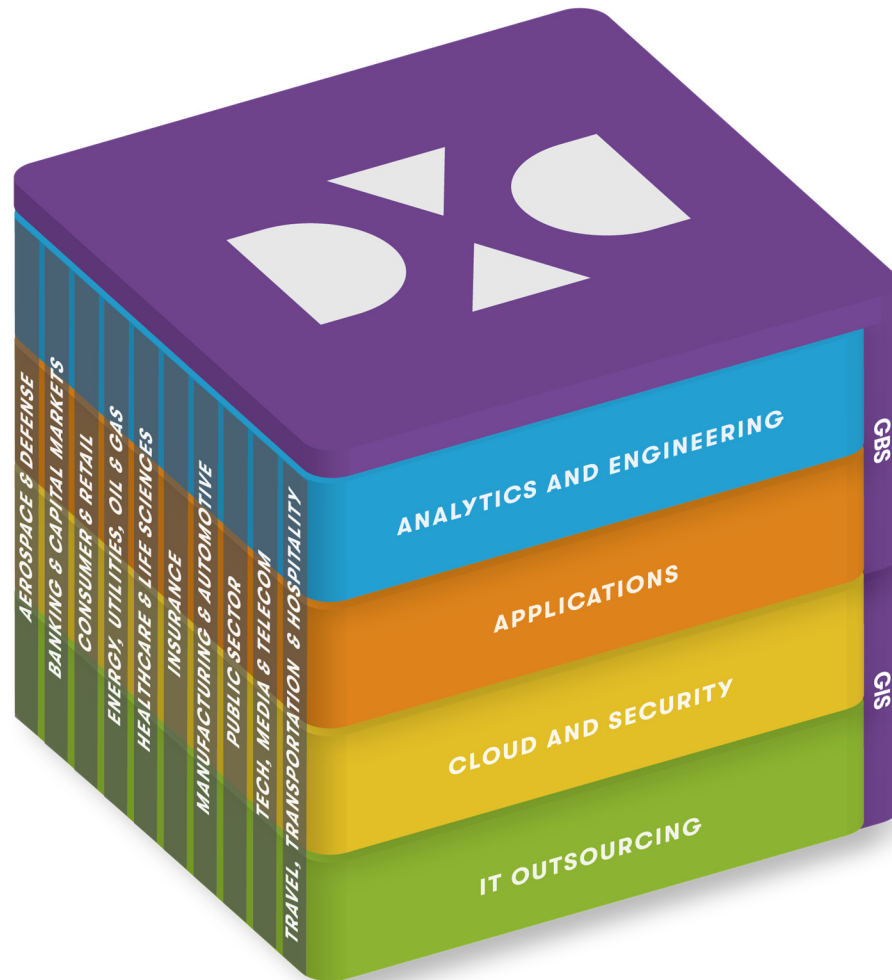 AEROSPACE & DEFENSE
BANKING & CAPITAL MARKETS
CONSUMER & RETAIL
ENERGY, UTILITIES, OIL & GAS
HEALTHCARE & LIFE SCIENCES
INSURANCE
MANUFACTURING & AUTOMOTIVE
PUBLIC SECTOR
TECH, MEDIA & TELECOM
TRAVEL, TRANSPORTATION & HOSPITALITY
ANALYTICS AND ENGINEERING
APPLICATIONS
CLOUD AND SECURITY
IT OUTSOURCING
GBS
GIS